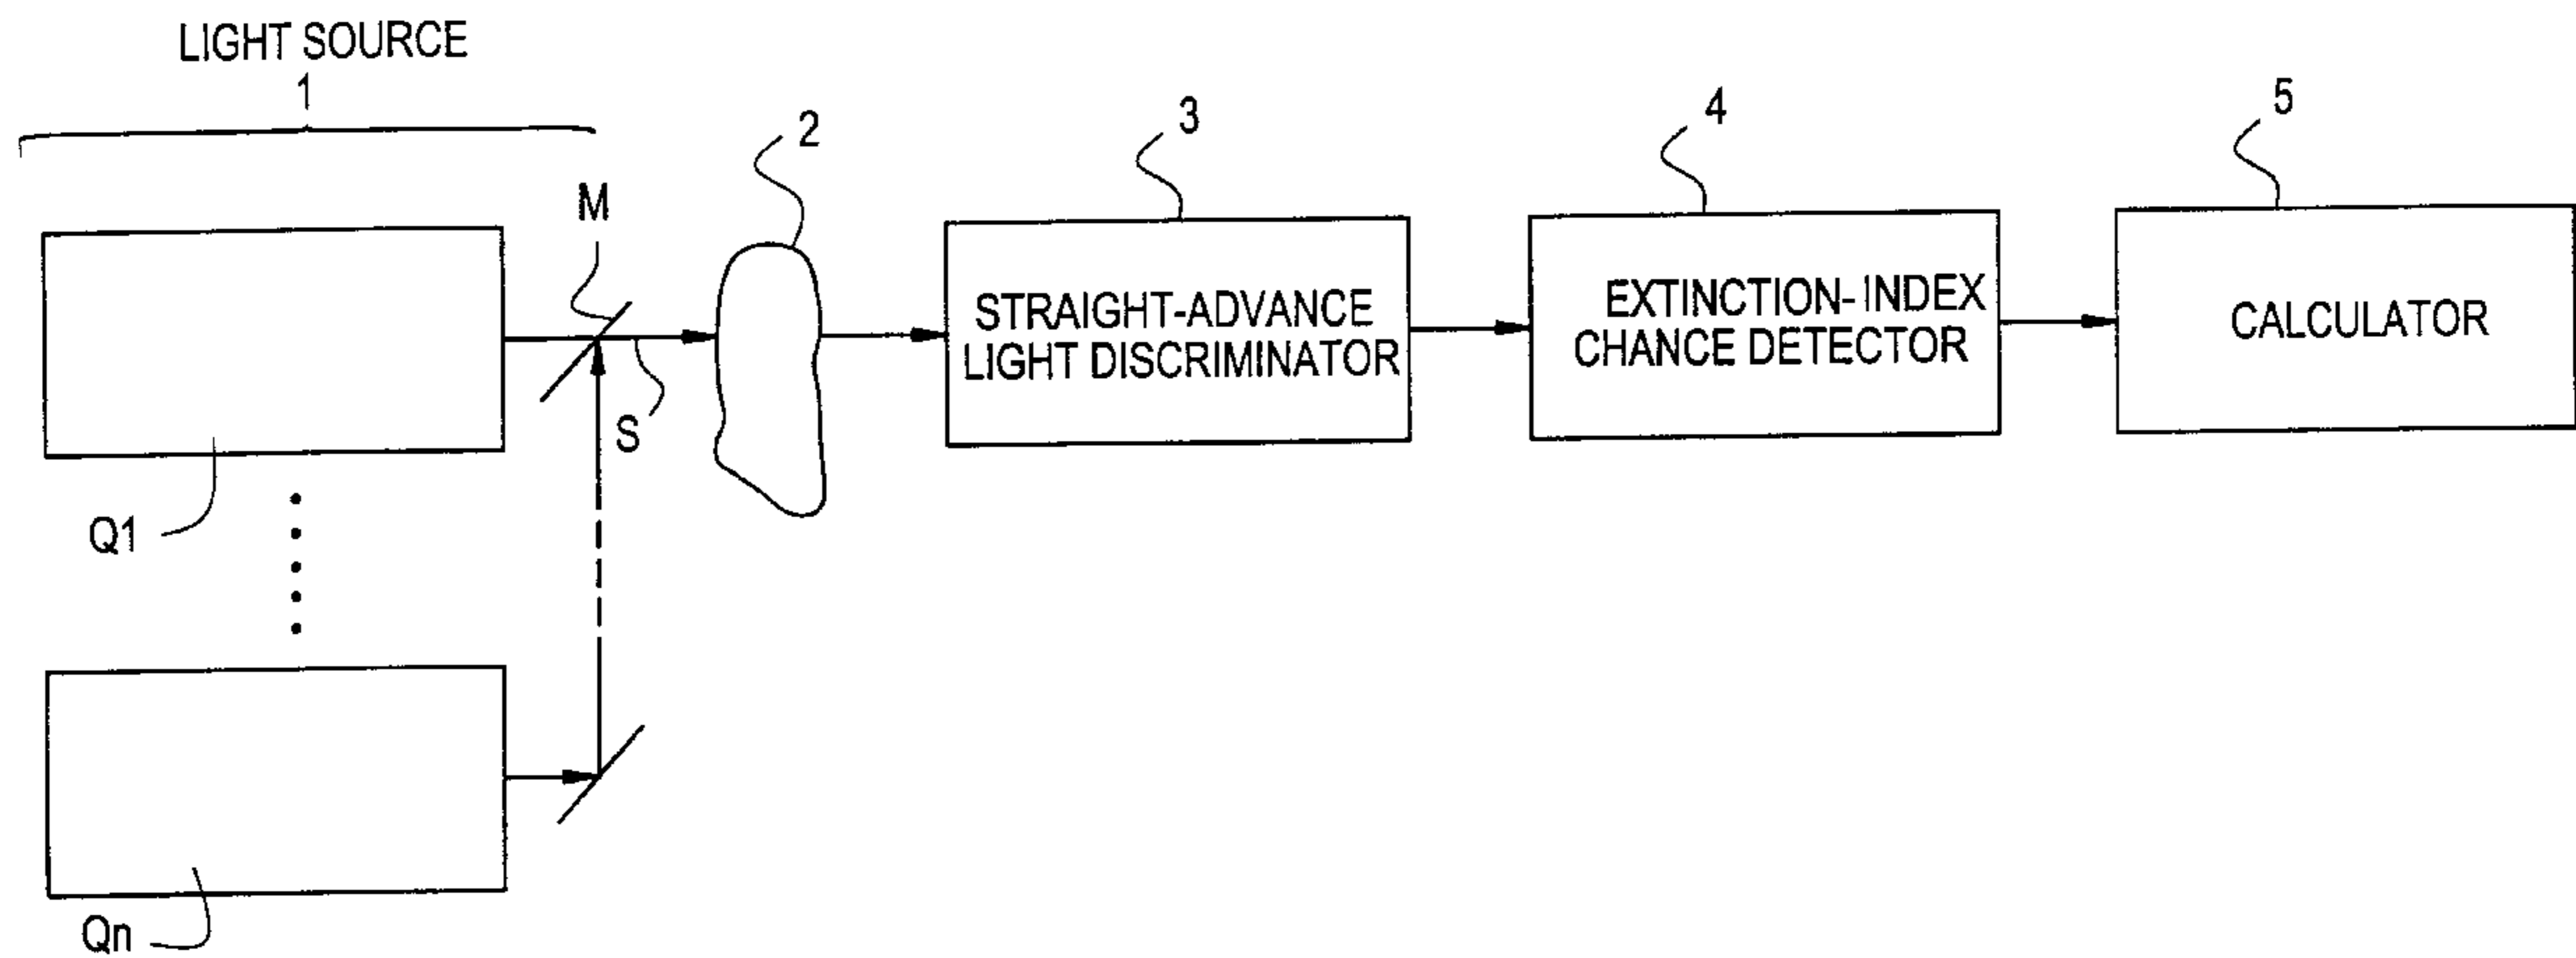 LIGHT SOURCE
1
M
2
3
4
5
S
Q1
Qn
STRAIGHT-ADVANCE
LIGHT DISCRIMINATOR
EXTINCTION-INDEX
CHANCE DETECTOR
CALCULATOR